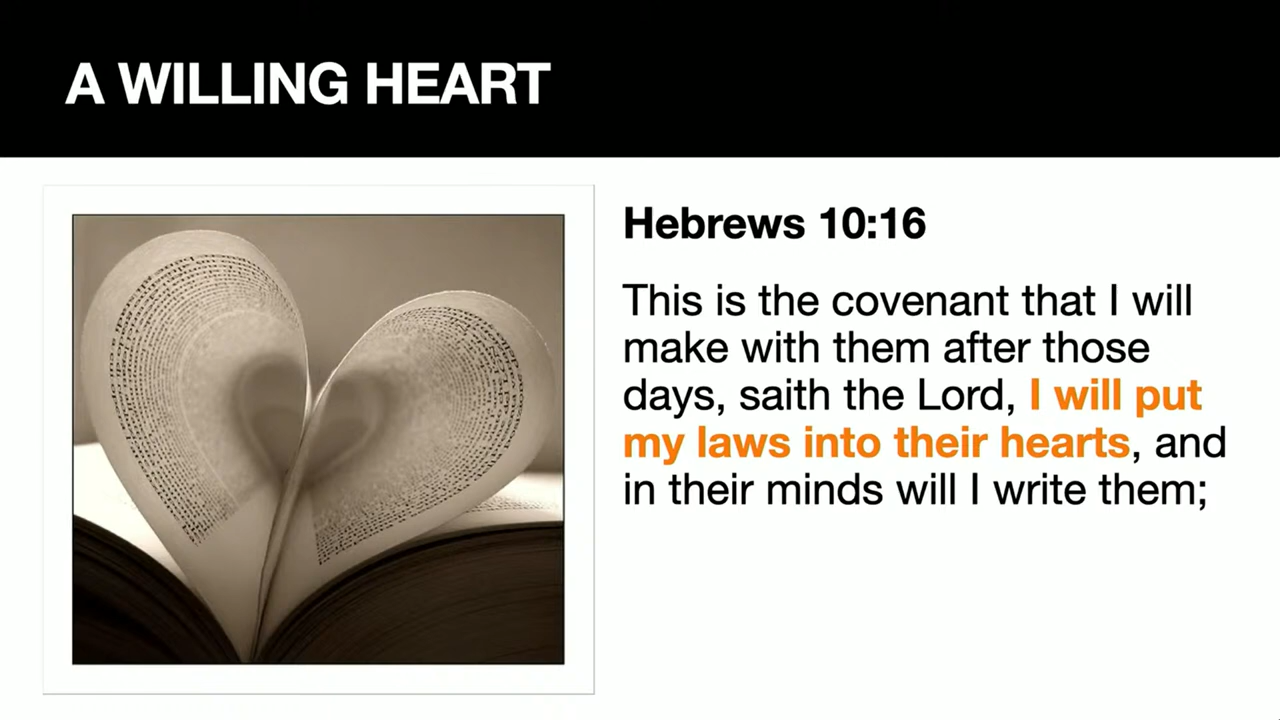 A WILLING HEART
Hebrews 10:16
This is the covenant that I will
make with them after those
days, saith the Lord, I will put
my laws into their hearts, and
in their minds will I write them;